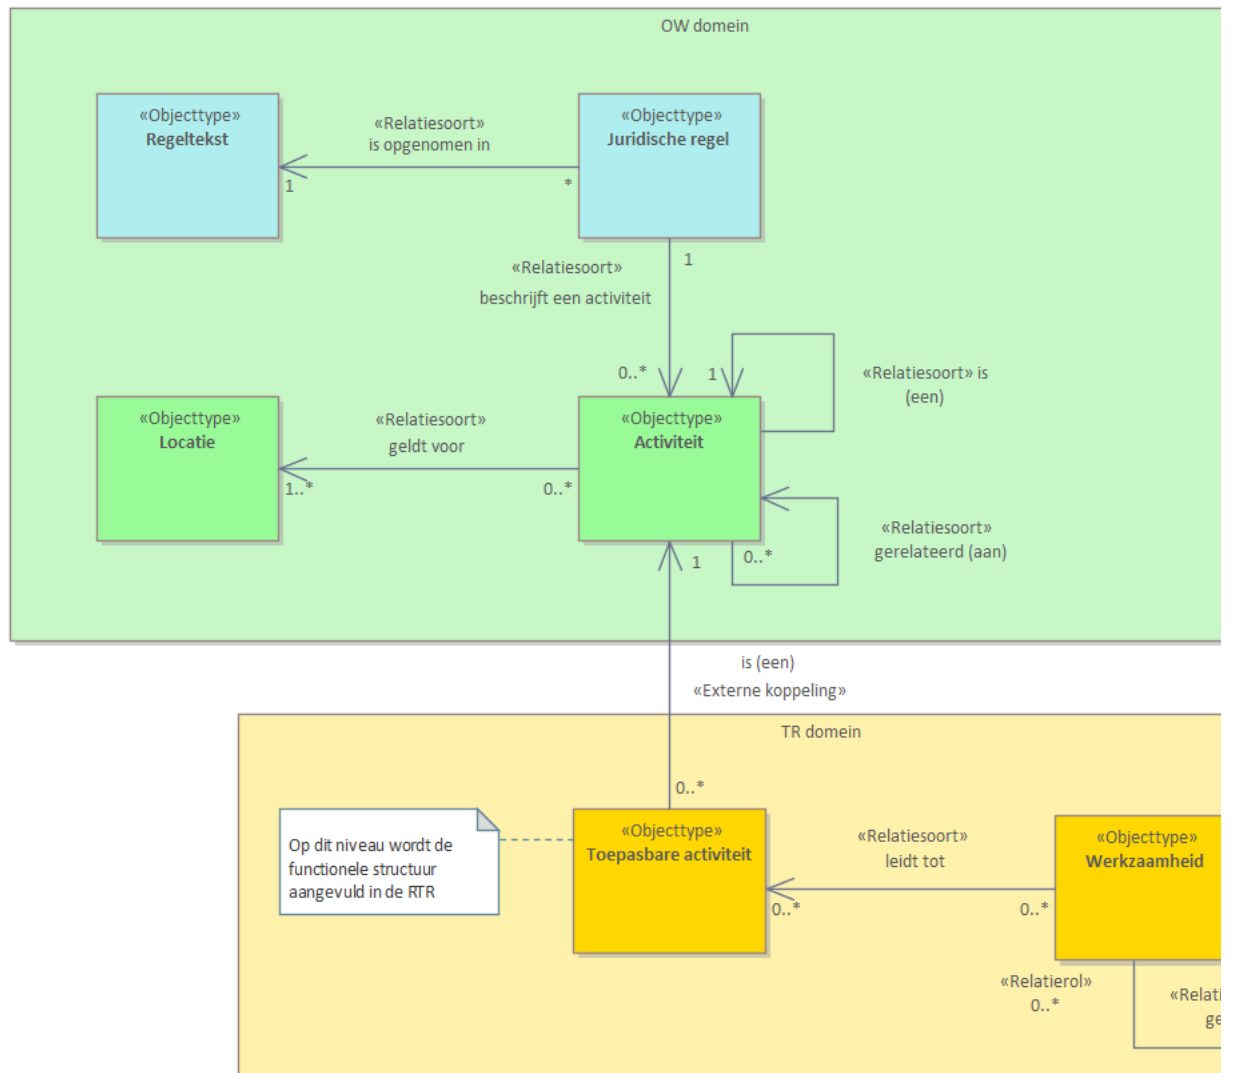 OW domein
«Objecttype»
Regeltekst
«Relatiesoort»
is opgenomen in
1
*
«Objecttype»
Juridische regel
1
«Relatiesoort»
beschrijft een activiteit
0..*
1
«Relatiesoort» is
(een)
«Objecttype»
Locatie
«Relatiesoort»
geldt voor
1..*
0..*
«Objecttype»
Activiteit
«Relatiesoort»
gerelateerd (aan)
0..*
1
is (een)
«Externe koppeling»
TR domein
0..*
Op dit niveau wordt de
functionele structuur
aangevuld in de RTR
«Objecttype»
Toepasbare activiteit
«Relatiesoort»
leidt tot
0..*
0..*
«Objecttype»
Werkzaamheid
«Relatierol»
0..*
«Relati
ge